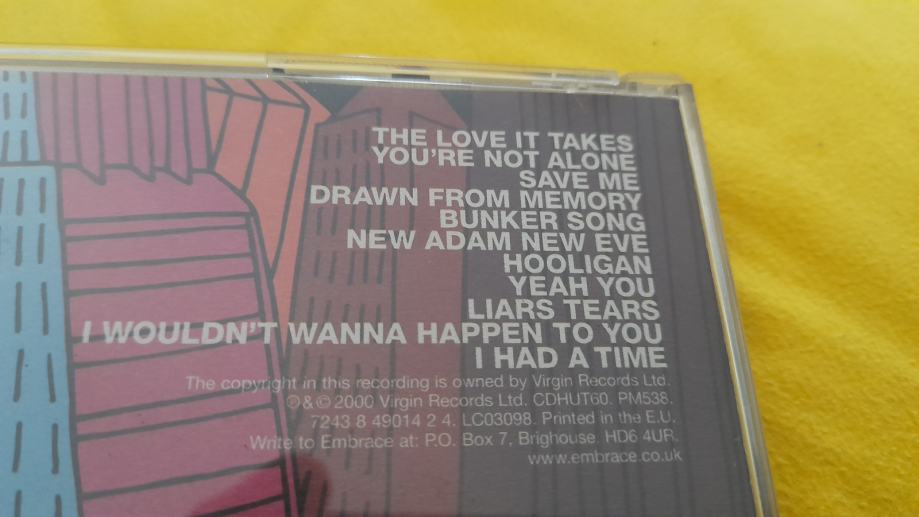 THE LOVE IT TAKES
YOU'RE NOT ALONE
SAVE ME
DRAWN FROM MEMORY
BUNKER SONG
NEW ADAM NEW EVE
HOOLIGAN
YEAH YOU
LIARS TEARS
I WOULDN'T WANNA HAPPEN TO YOU
I HAD A TIME
The copyright in this recording is owned by Virgin Records Ltd.
℗&© 2000 Virgin Records Ltd. CDHUT60. PM538.
7243 8 49014 2 4. LC03098. Printed in the E.U.
Write to Embrace at: P.O. Box 7, Brighouse. HD6 4UR.
www.embrace.co.uk